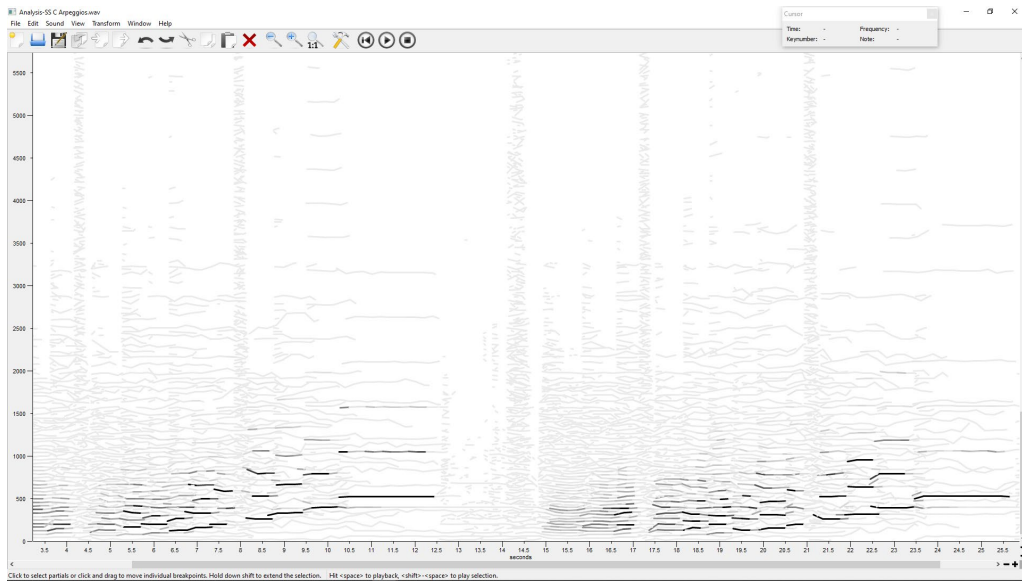 Analysis-SS C Arpeggios.wav
File Edit Sound View Transform Window Help
1:1
Cursor
Time: - Frequency: -
Keynumber: - Note: -
5500
5000
4500
4000
3500
3000
2500
2000
1500
1000
500
0
3.5 4 4.5 5 5.5 6 6.5 7 7.5 8 8.5 9 9.5 10 10.5 11 11.5 12 12.5 13 13.5 14 14.5 15 15.5 16 16.5 17 17.5 18 18.5 19 19.5 20 20.5 21 21.5 22 22.5 23 23.5 24 24.5 25 25.5
seconds
Click to select partials or click and drag to move individual breakpoints. Hold down shift to extend the selection. Hit <space> to playback, <shift>-<space> to play selection.